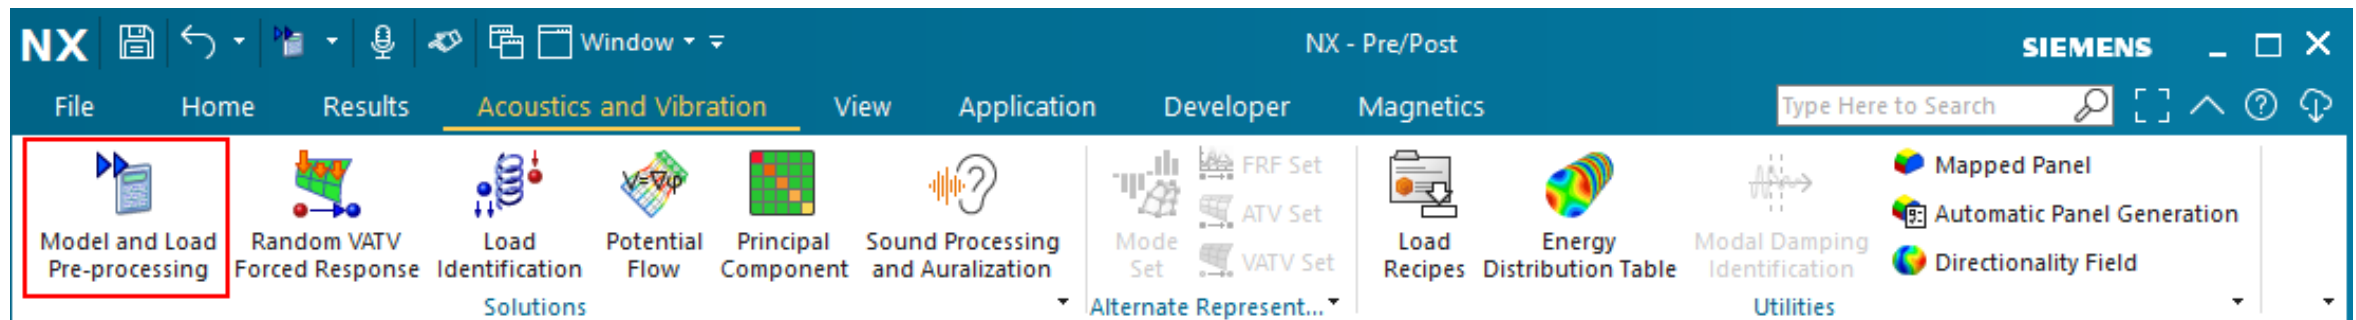 NX Window NX - Pre/Post SIEMENS
File Home Results Acoustics and Vibration View Application Developer Magnetics Type Here to Search
Model and Load
Pre-processing
Random VATV
Forced Response
Load
Identification
V=∇φ
Potential
Flow
Principal
Component
Sound Processing
and Auralization
Solutions
Mode
Set
FRF Set
ATV Set
VATV Set
Alternate Represent...
Load
Recipes
Energy
Distribution Table
Modal Damping
Identification
Mapped Panel
Automatic Panel Generation
Directionality Field
Utilities